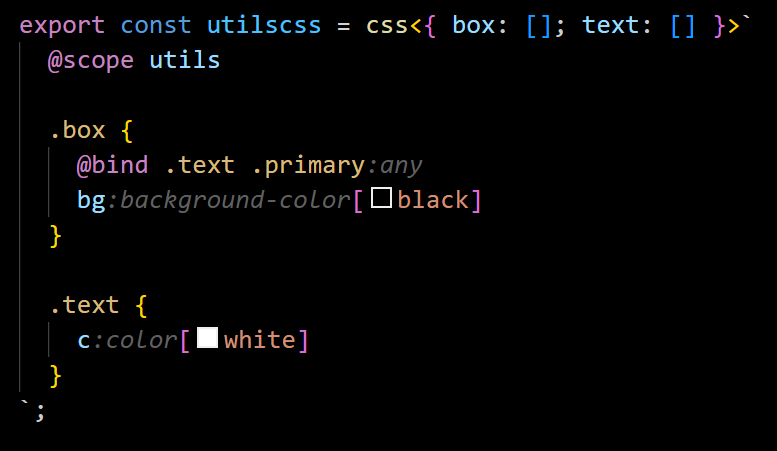 export const utilscss = css<{ box: []; text: [] }>`
@scope utils
.box {
@bind .text .primary:any
bg:background-color[black]
}
.text {
c:color[white]
}
`;